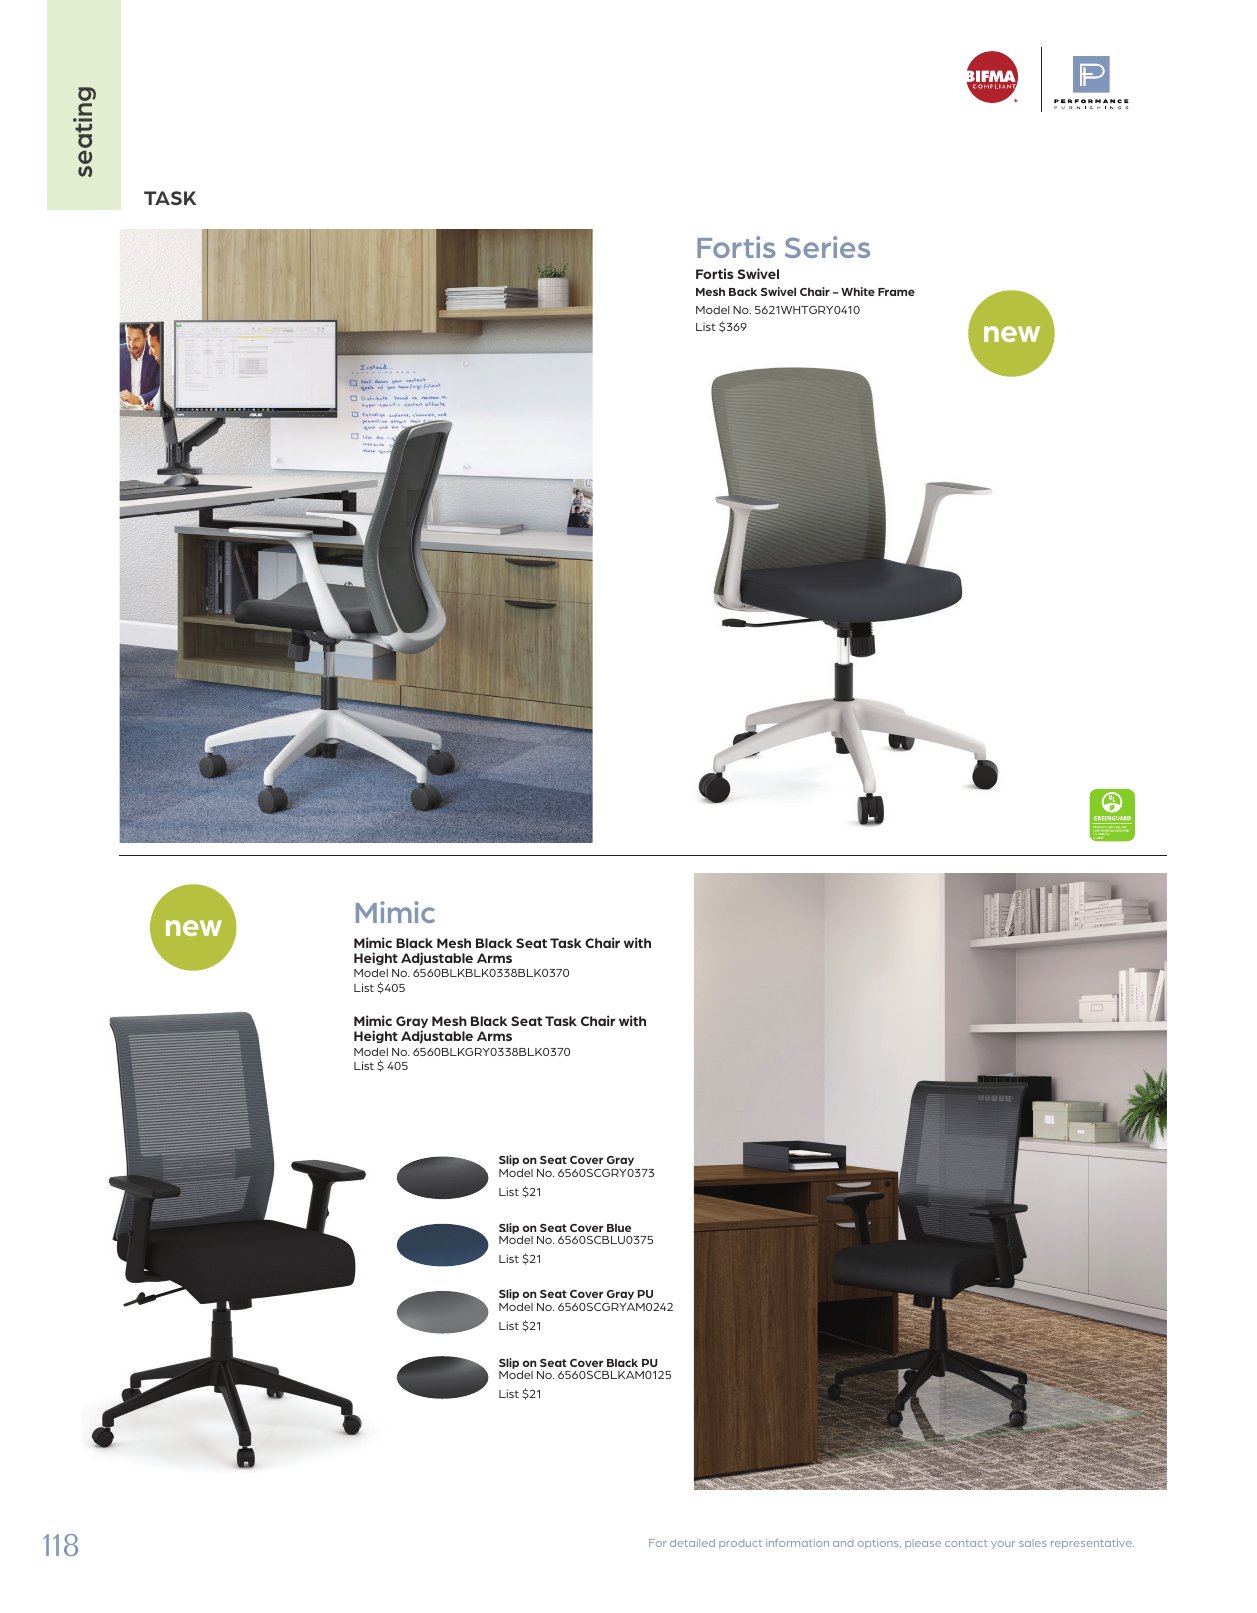 seating
BIFMA
COMPLIANT
PERFORMANCE
FURNISHINGS
TASK
Fortis Series
Fortis Swivel
Mesh Back Swivel Chair - White Frame
Model No. 5621WHTGRY0410
List $369
new
ASUS
Instead...
GREENGUARD
new
Mimic
Mimic Black Mesh Black Seat Task Chair with
Height Adjustable Arms
Model No. 6560BLKBLK0338BLK0370
List $405
Mimic Gray Mesh Black Seat Task Chair with
Height Adjustable Arms
Model No. 6560BLKGRY0338BLK0370
List $ 405
Slip on Seat Cover Gray
Model No. 6560SCGRY0373
List $21
Slip on Seat Cover Blue
Model No. 6560SCBLU0375
List $21
Slip on Seat Cover Gray PU
Model No. 6560SCGRYAM0242
List $21
Slip on Seat Cover Black PU
Model No. 6560SCBLKAM0125
List $21
118
For detailed product information and options, please contact your sales representative.